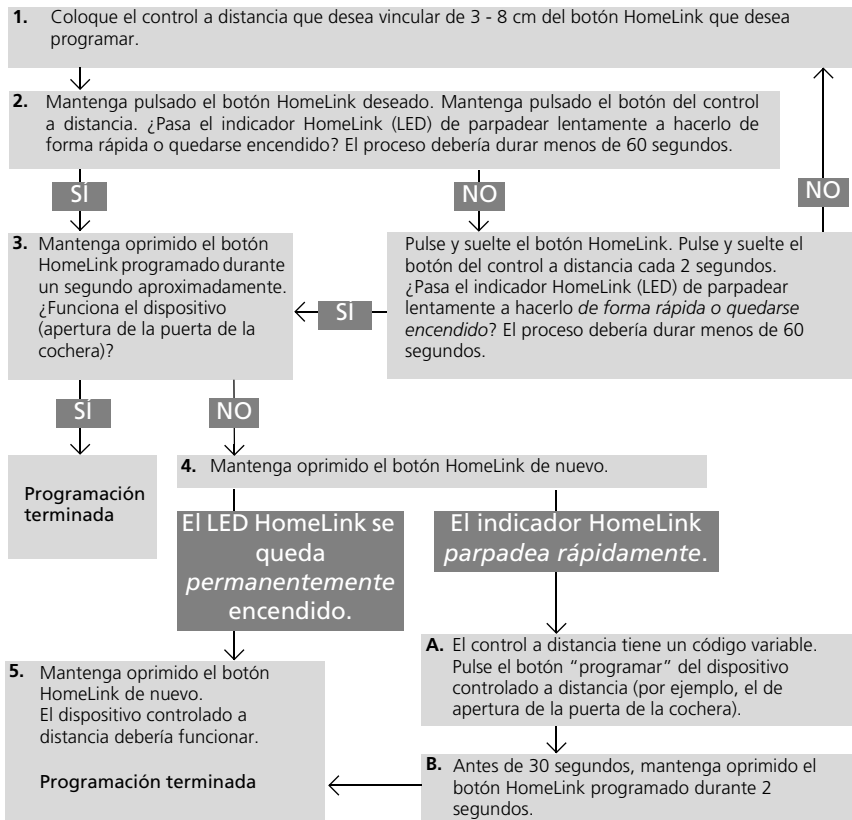 1. Coloque el control a distancia que desea vincular de 3 - 8 cm del botón HomeLink que desea
programar.
2. Mantenga pulsado el botón HomeLink deseado. Mantenga pulsado el botón del control
a distancia. ¿Pasa el indicador HomeLink (LED) de parpadear lentamente a hacerlo de
forma rápida o quedarse encendido? El proceso debería durar menos de 60 segundos.
SÍ
NO
NO
3. Mantenga oprimido el botón
HomeLink programado durante
un segundo aproximadamente.
¿Funciona el dispositivo
(apertura de la puerta de la
cochera)?
SÍ
Pulse y suelte el botón HomeLink. Pulse y suelte el
botón del control a distancia cada 2 segundos.
¿Pasa el indicador HomeLink (LED) de parpadear
lentamente a hacerlo de forma rápida o quedarse
encendido? El proceso debería durar menos de 60
segundos.
SÍ
NO
Programación
terminada
4. Mantenga oprimido el botón HomeLink de nuevo.
El LED HomeLink se
queda
permanentemente
encendido.
El indicador HomeLink
parpadea rápidamente.
5. Mantenga oprimido el botón
HomeLink de nuevo.
El dispositivo controlado a
distancia debería funcionar.
Programación terminada
A. El control a distancia tiene un código variable.
Pulse el botón “programar” del dispositivo
controlado a distancia (por ejemplo, el de
apertura de la puerta de la cochera).
B. Antes de 30 segundos, mantenga oprimido el
botón HomeLink programado durante 2
segundos.